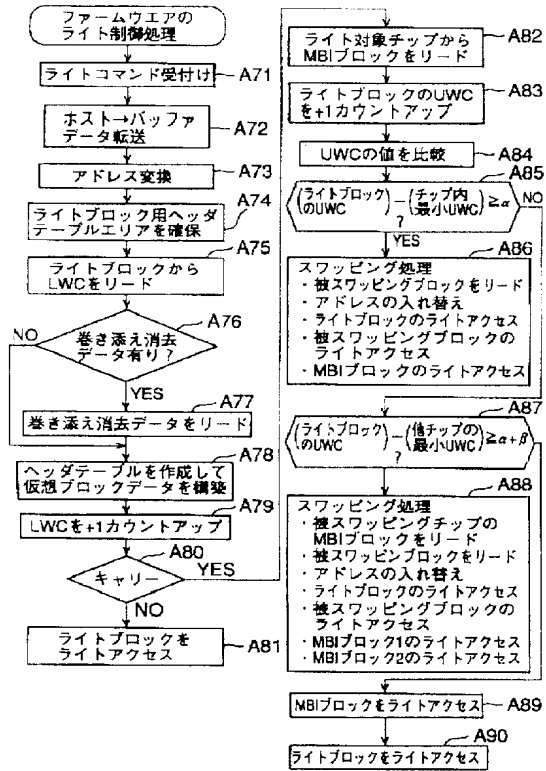 ファームウエアの
ライト制御処理
ライトコマンド受付け
A71
ホスト→バッファ
データ転送
A72
アドレス変換
A73
ライトブロック用ヘッダ
テーブルエリアを確保
A74
ライトブロックから
LWCをリード
A75
巻き添え消去
データ有り?
A76
NO
YES
巻き添え消去データをリード
A77
ヘッダテーブルを作成して
仮想ブロックデータを構築
A78
LWCを+1カウントアップ
A79
キャリー
A80
YES
NO
ライトブロックを
ライトアクセス
A81
ライト対象チップから
MBIブロックをリード
A82
ライトブロックのUWC
を+1カウントアップ
A83
UWCの値を比較
A84
A85
(ライトブロック
のUWC)-(チップ内
最小UWC)≧α
?
NO
YES
スワッピング処理
・被スワッピングブロックをリード
・アドレスの入れ替え
・ライトブロックのライトアクセス
・被スワッピングブロックの
ライトアクセス
・MBIブロックのライトアクセス
A86
A87
(ライトブロック
のUWC)-(他チップの
最小UWC)≧α+β
?
A88
スワッピング処理
・被スワッピングチップの
MBIブロックをリード
・被スワッピングブロックをリード
・アドレスの入れ替え
・ライトブロックのライトアクセス
・被スワッピングブロックの
ライトアクセス
・MBIブロック1のライトアクセス
・MBIブロック2のライトアクセス
MBIブロックをライトアクセス
A89
A90
ライトブロックをライトアクセス